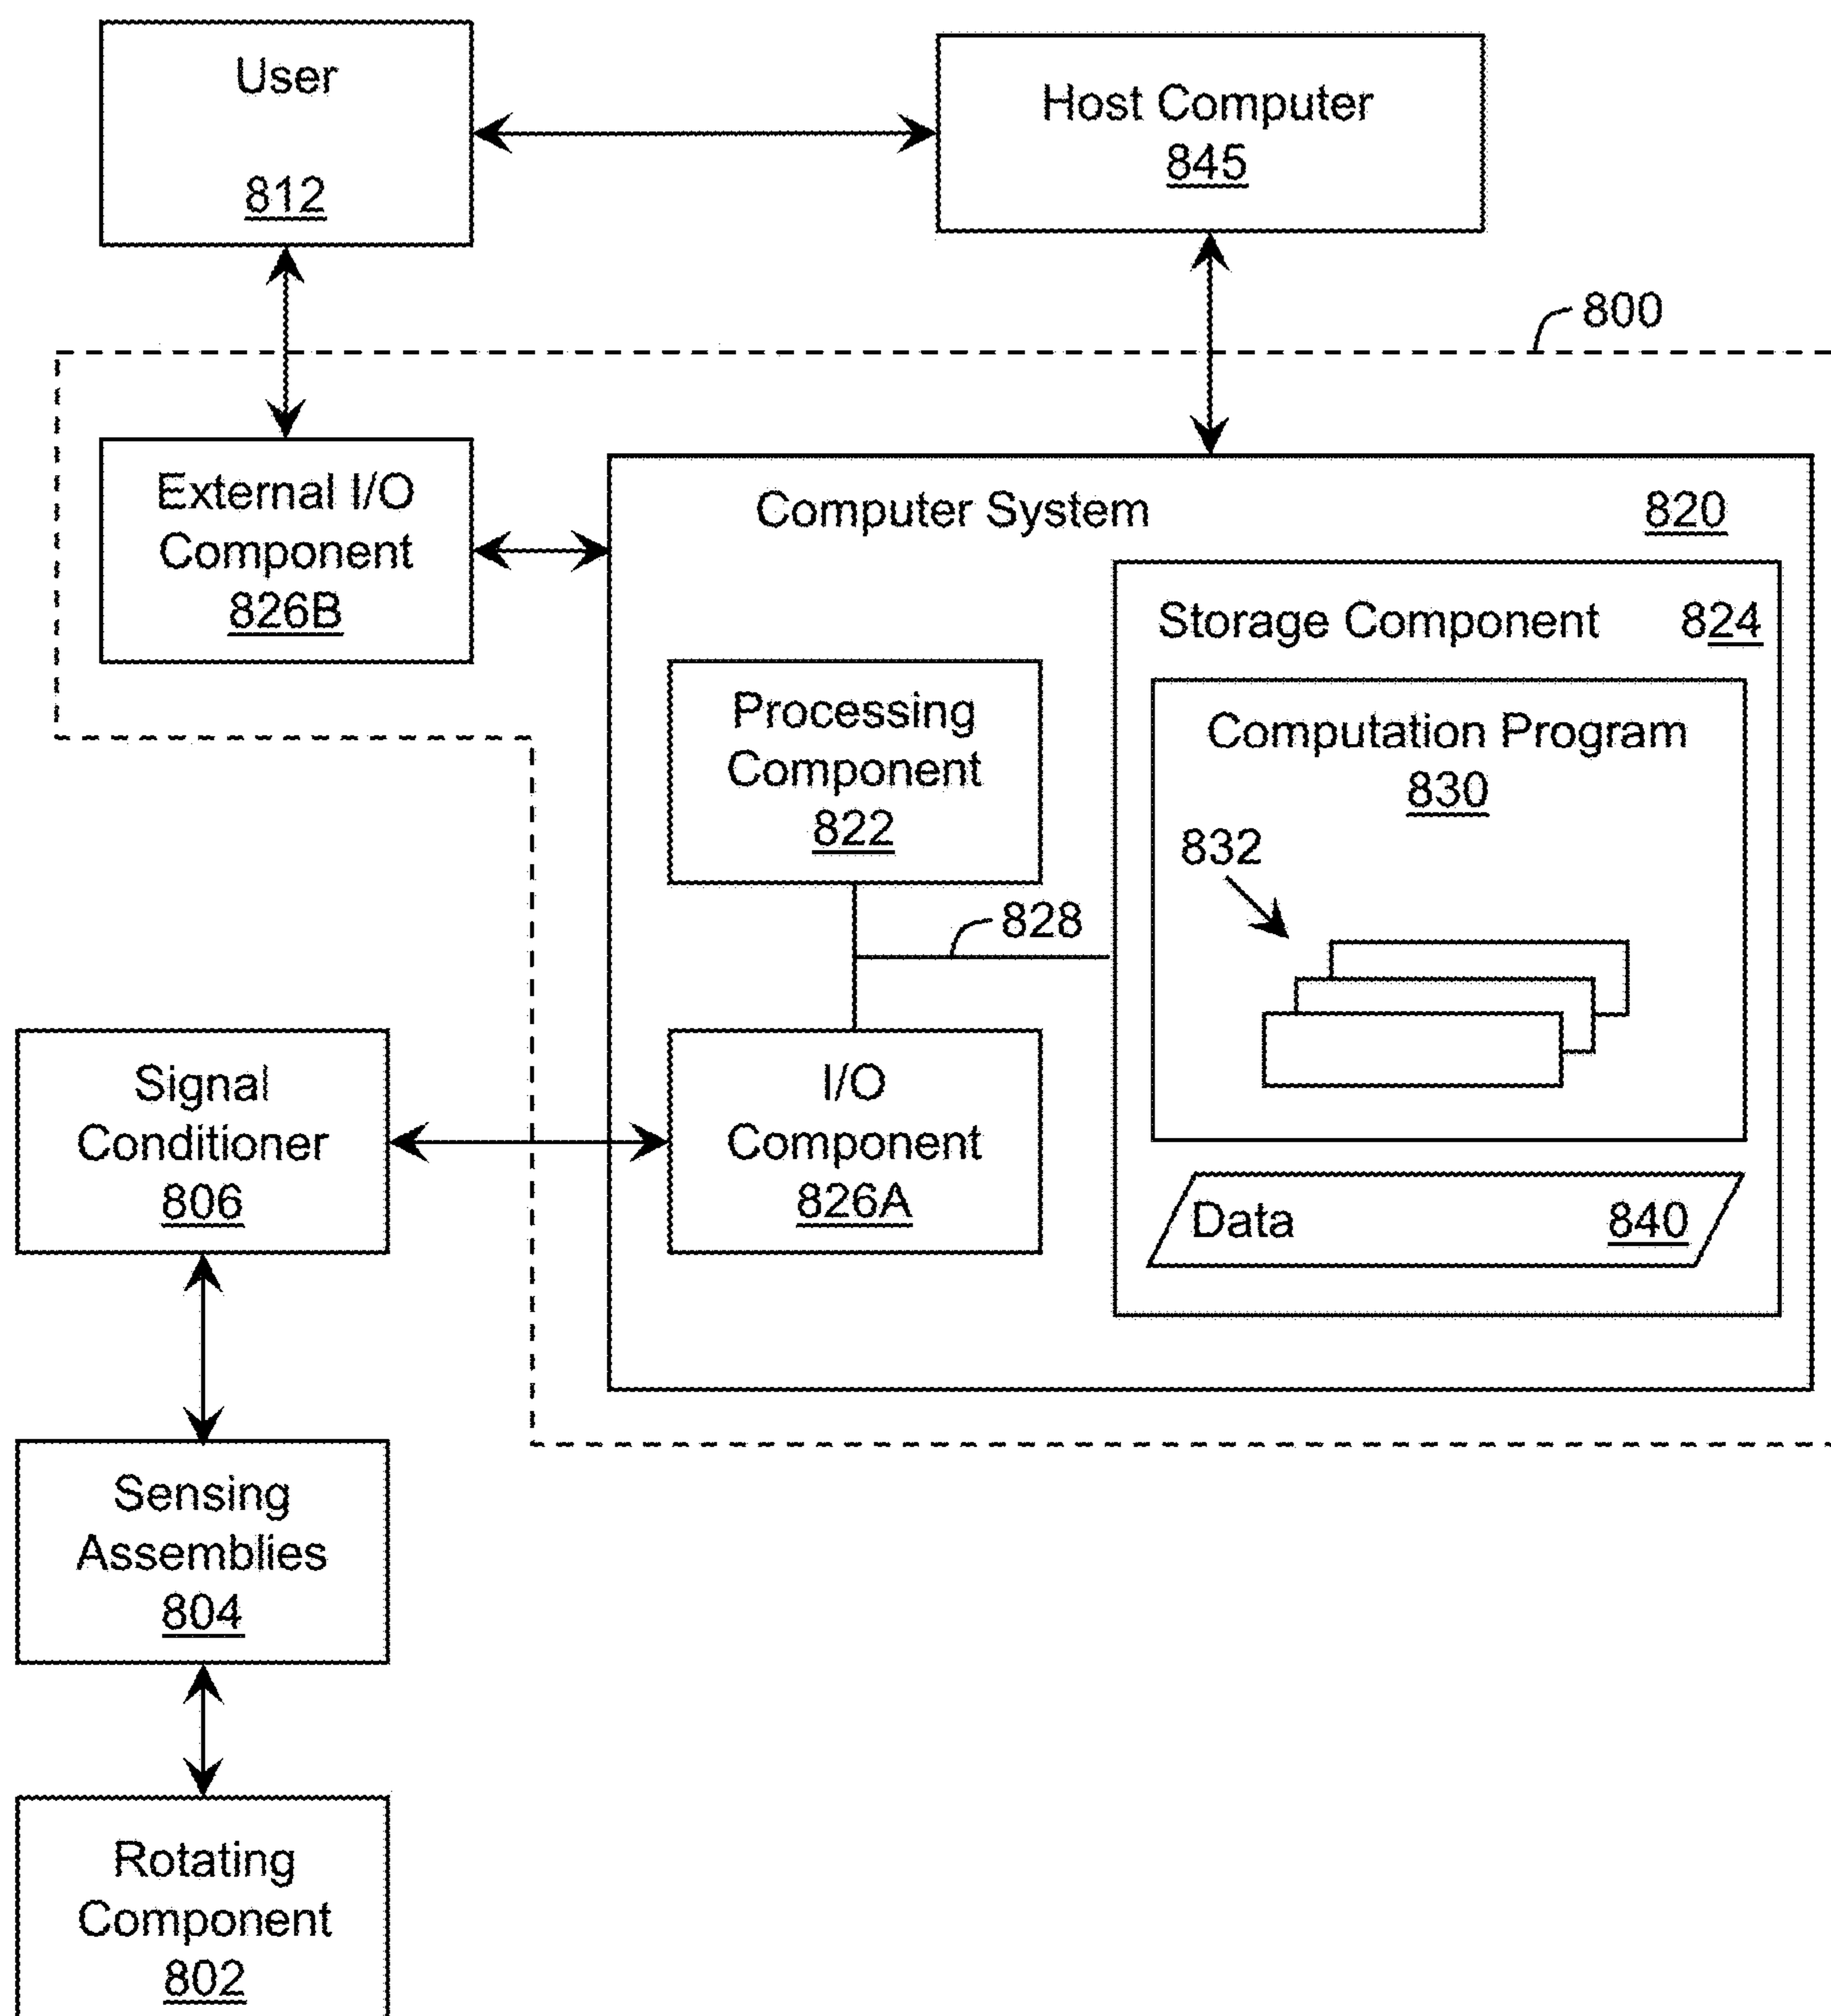 User
812
Host Computer
845
800
External I/O
Component
826B
Computer System 820
Storage Component 824
Processing
Component
822
Computation Program
830
832
828
Signal
Conditioner
806
I/O
Component
826A
Data 840
Sensing
Assemblies
804
Rotating
Component
802